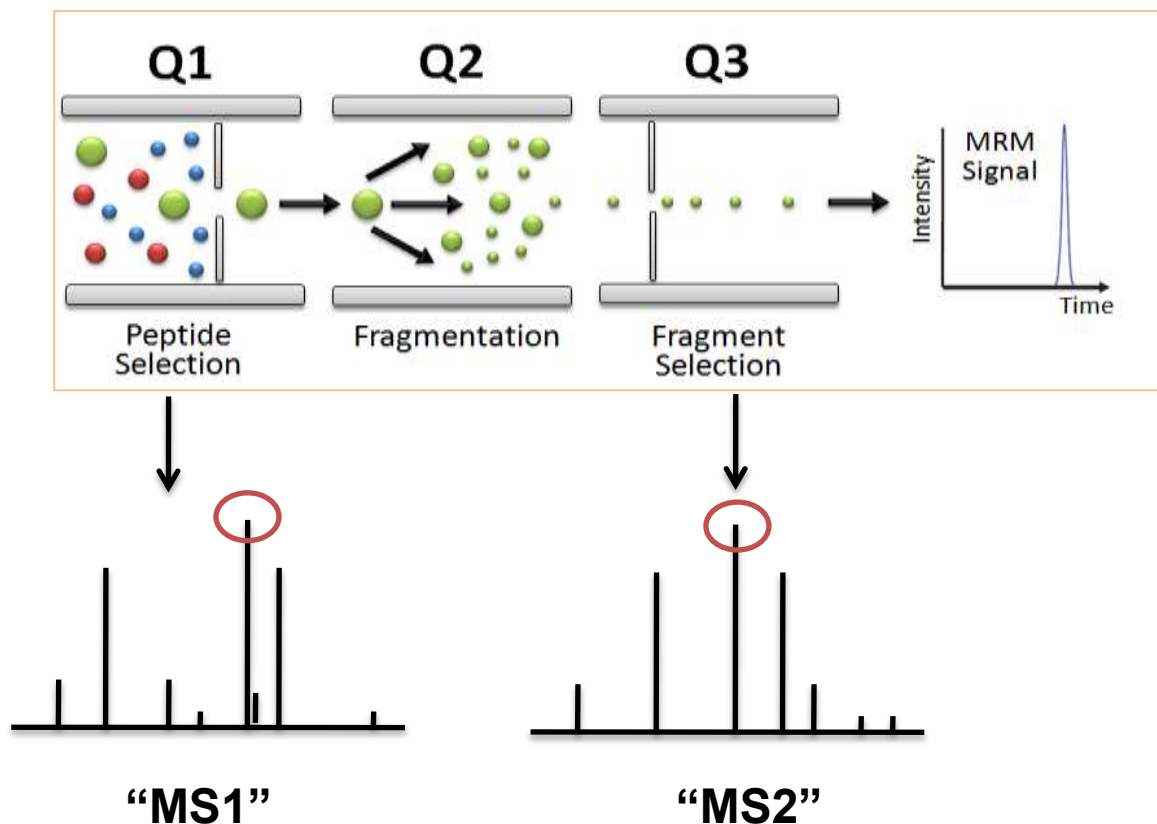 Q1
Q2
Q3
MRM
Signal
Intensity
Time
Peptide
Selection
Fragmentation
Fragment
Selection
“MS1”
“MS2”